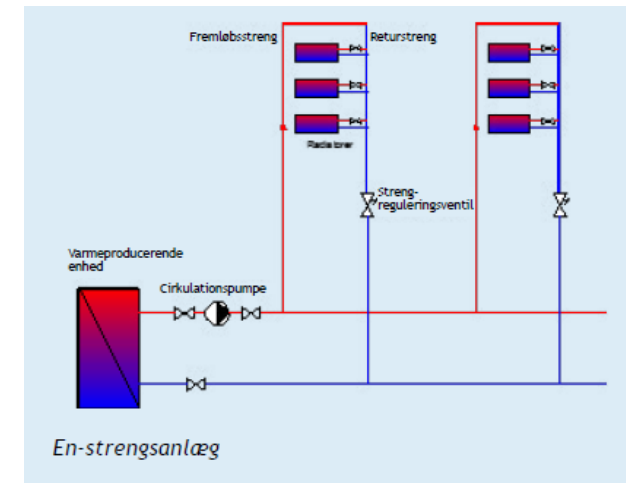 Fremløbsstreng
Returstreng
Radiatorer
Streng-
reguleringsventil
Varmeproducerende
enhed
Cirkulationspumpe
En-strengsanlæg